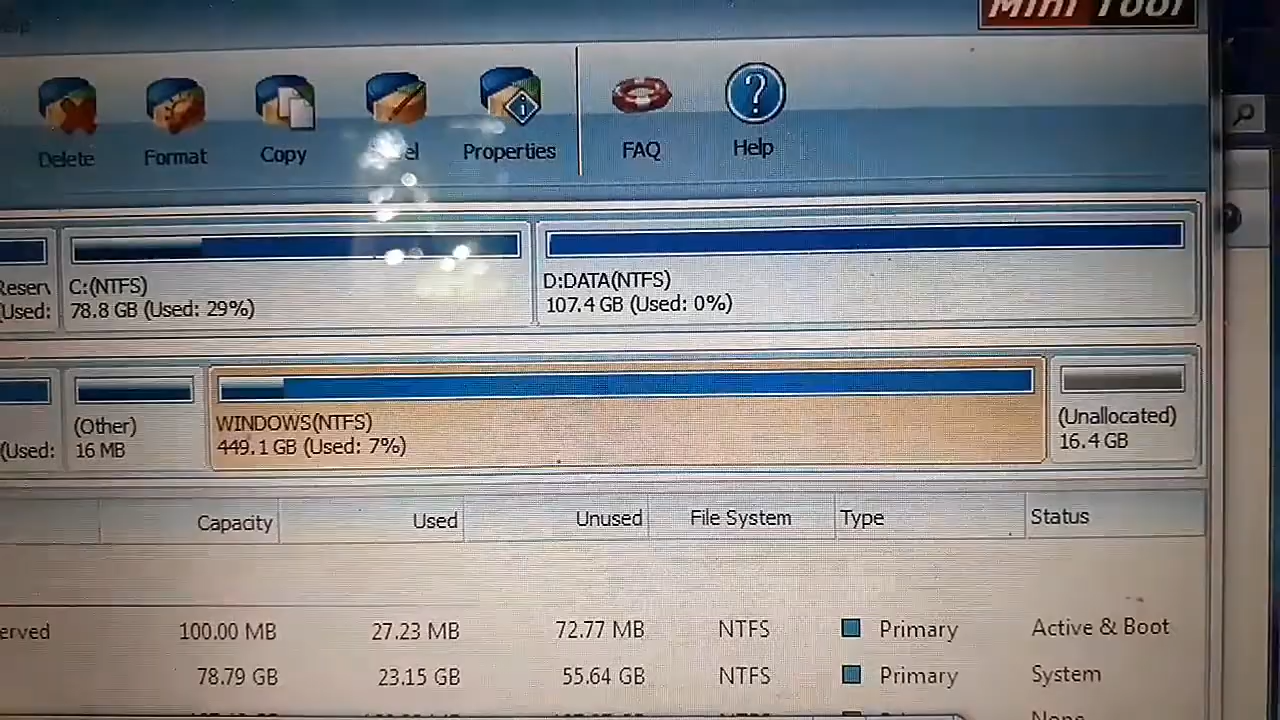 Mini Tool
Delete
Format
Copy
Properties
FAQ
Help
C:(NTFS)
78.8 GB (Used: 29%)
D:DATA(NTFS)
107.4 GB (Used: 0%)
(Used:
(Other)
16 MB
WINDOWS(NTFS)
449.1 GB (Used: 7%)
(Unallocated)
16.4 GB
(Used:
Capacity
Used
Unused
File System
Type
Status
erved
100.00 MB
27.23 MB
72.77 MB
NTFS
Primary
Active & Boot
78.79 GB
23.15 GB
55.64 GB
NTFS
Primary
System